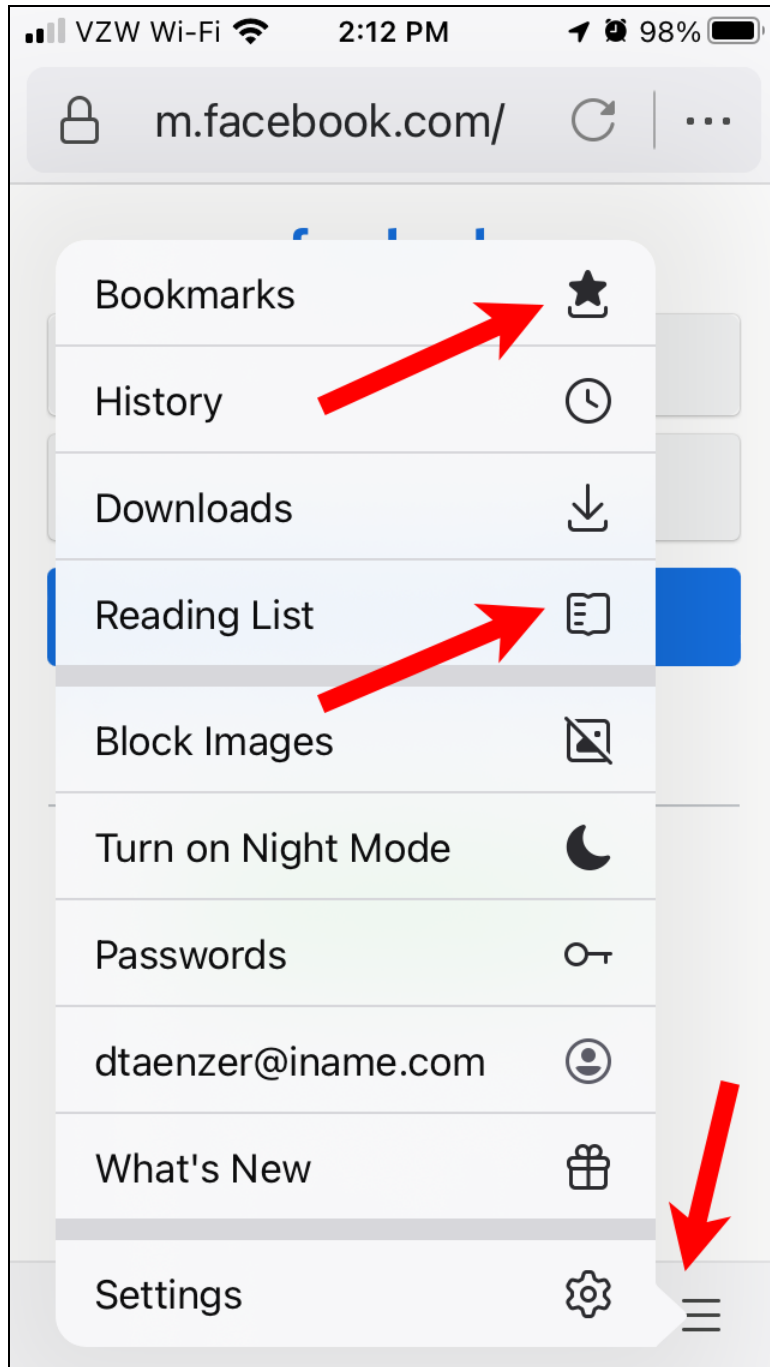 VZW Wi-Fi 2:12 PM 98%
m.facebook.com/
Bookmarks
History
Downloads
Reading List
Block Images
Turn on Night Mode
Passwords
dtaenzer@iname.com
What's New
Settings